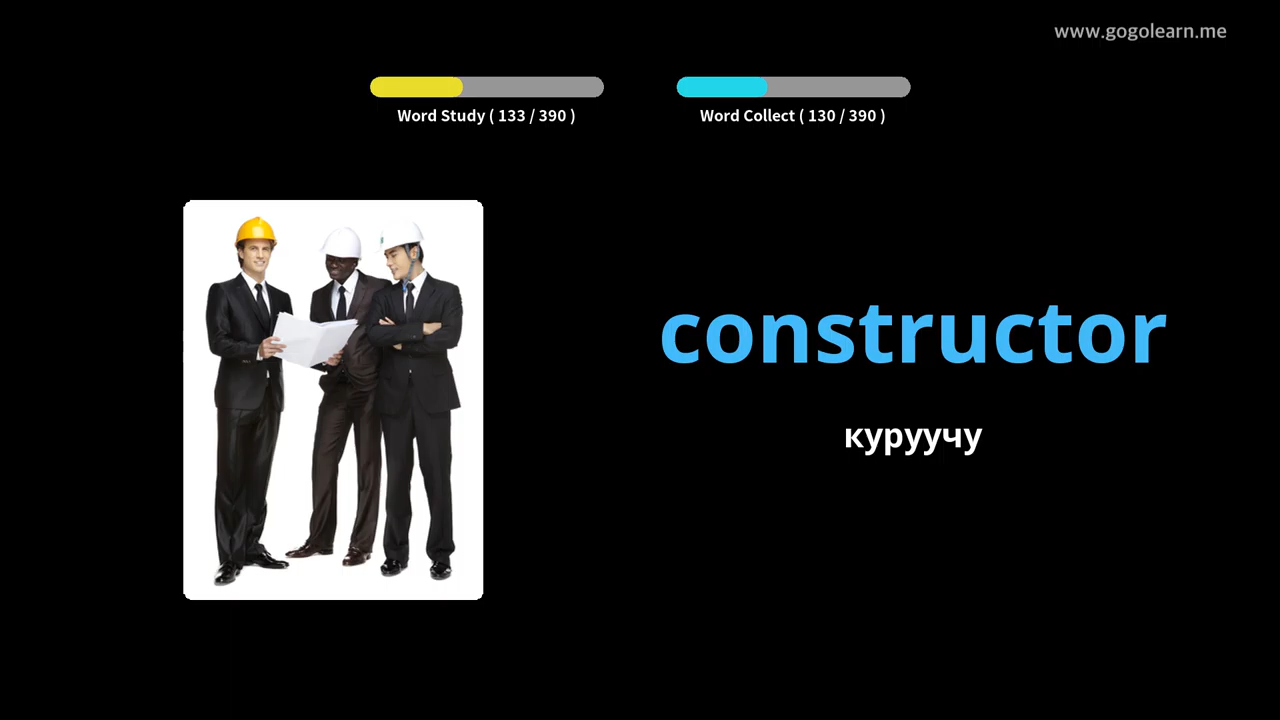 www.gogolearn.me
Word Study ( 133 / 390 )
Word Collect ( 130 / 390 )
constructor
куруучу